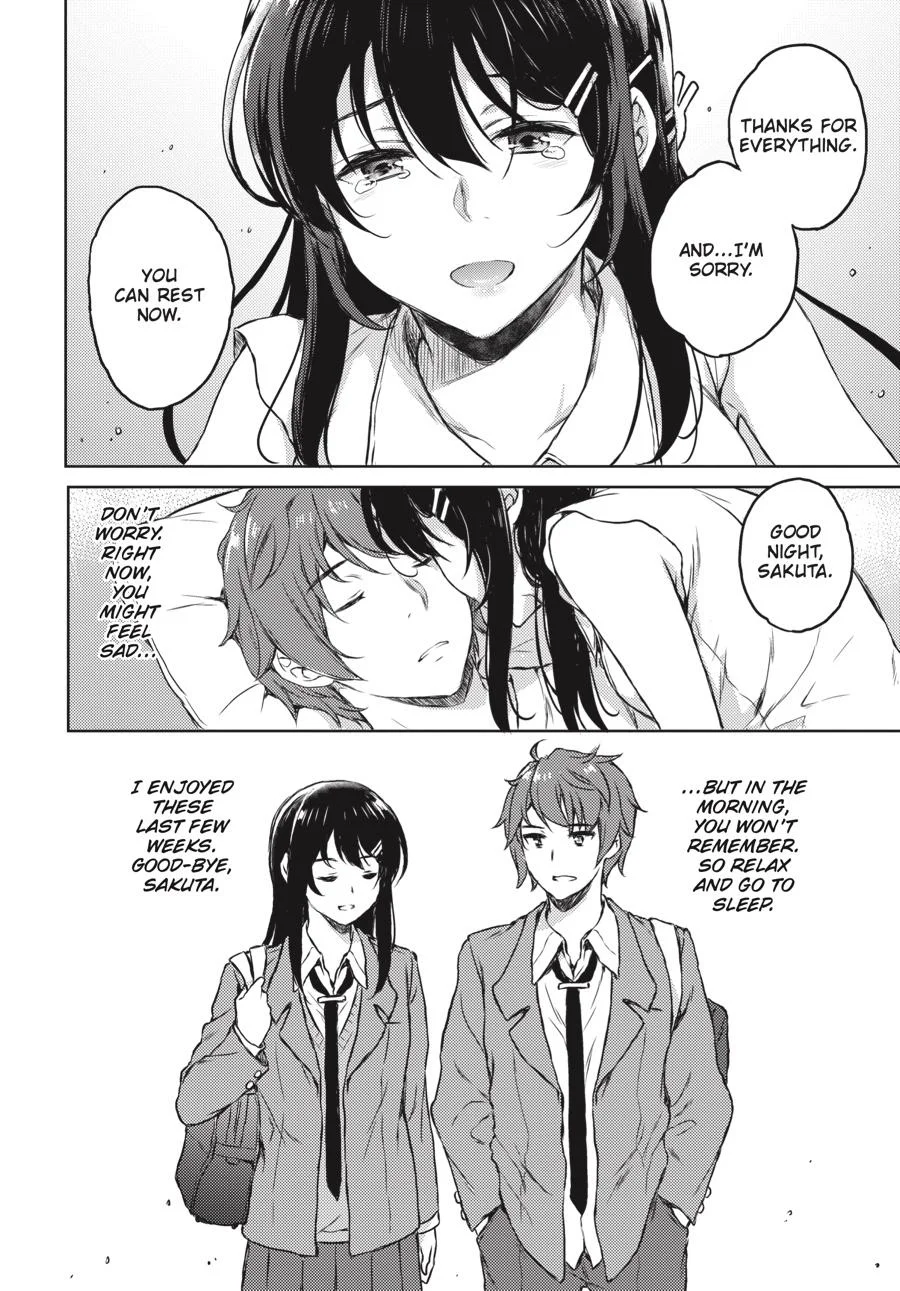 THANKS FOR
EVERYTHING.
AND...I'M
SORRY.
YOU
CAN REST
NOW.
GOOD
NIGHT,
SAKUTA.
DON'T
WORRY.
RIGHT
NOW,
YOU
MIGHT
FEEL
SAD...
...BUT IN THE
MORNING,
YOU WON'T
REMEMBER.
SO RELAX
AND GO TO
SLEEP.
I ENJOYED
THESE
LAST FEW
WEEKS.
GOOD-BYE,
SAKUTA.